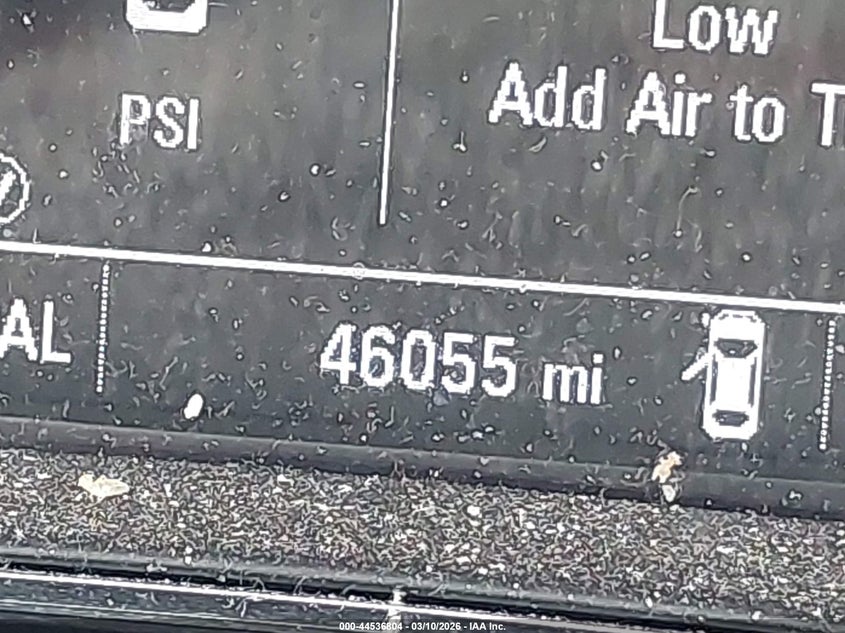 Low
PSI
Add Air to T
AL
46055 mi
000-44536804 - 03/10/2026 - IAA Inc.